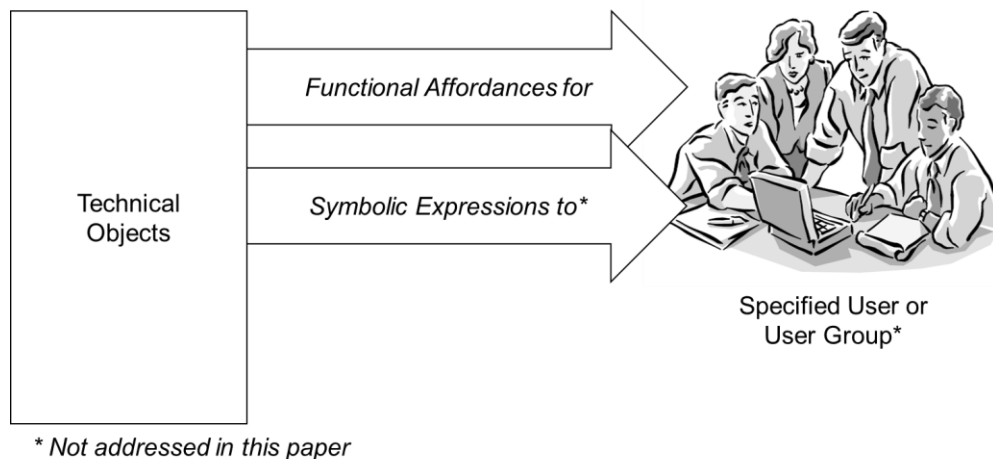 Functional Affordances for
Technical
Objects
Symbolic Expressions to*
Specified User or
User Group*
* Not addressed in this paper